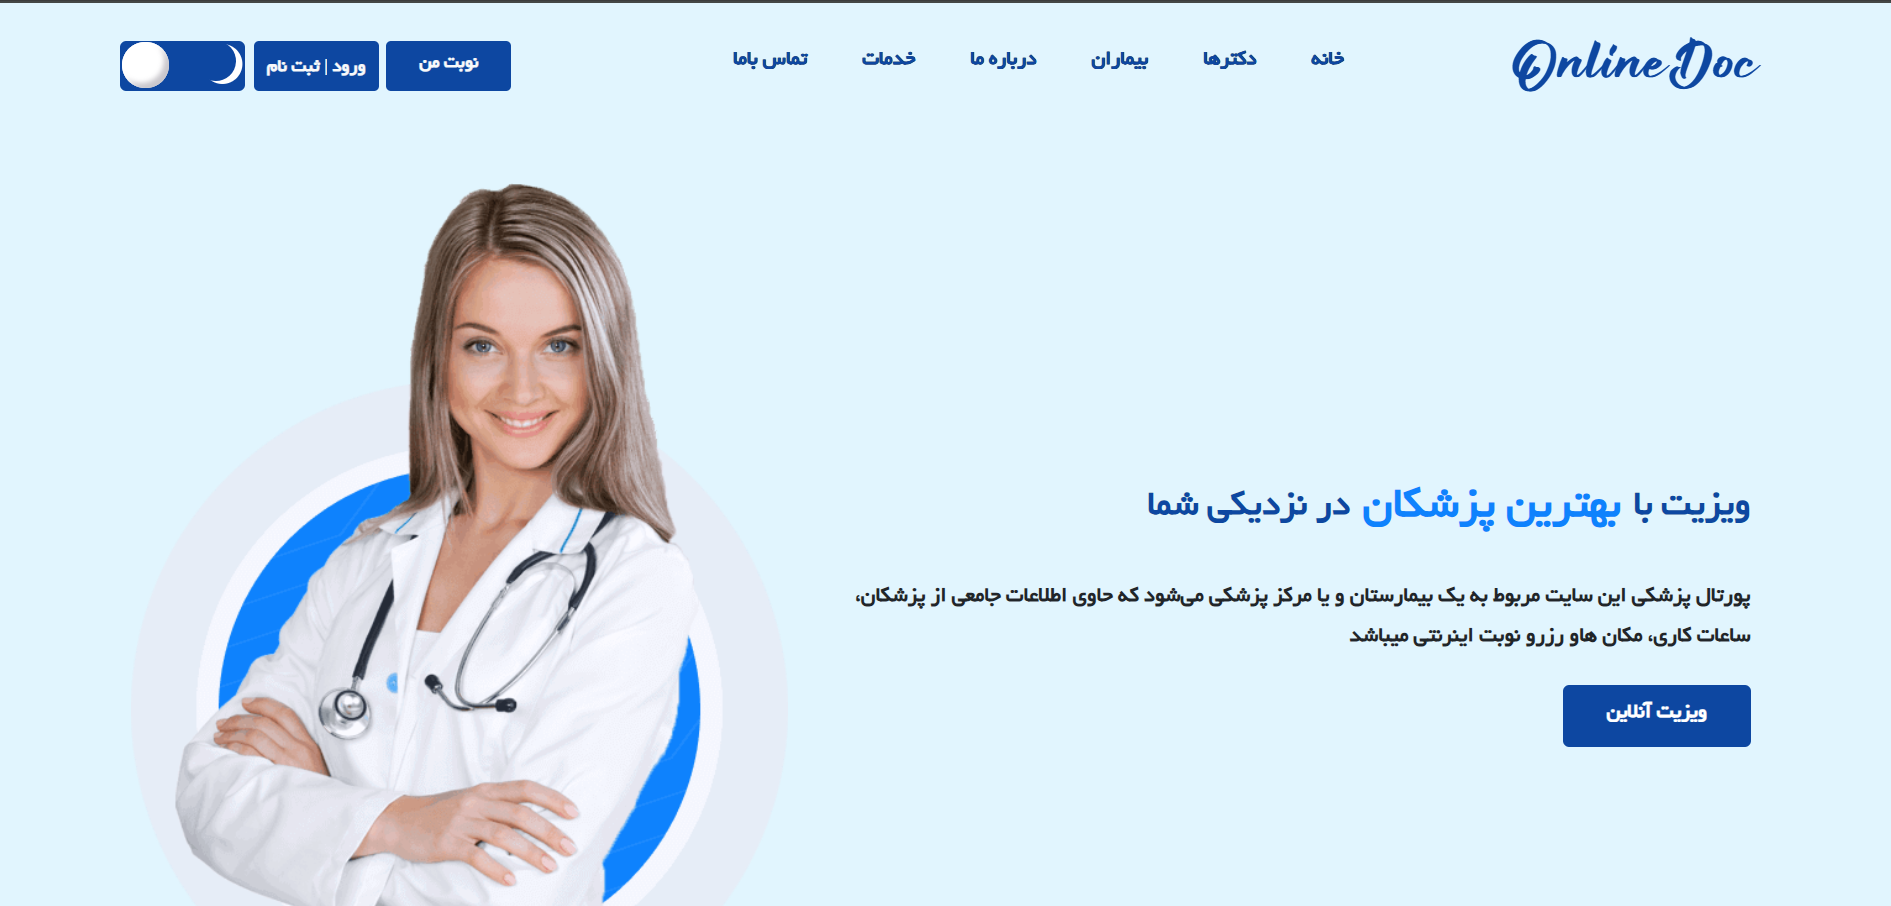 OnlineDoc
خانه
دکترها
بیماران
درباره ما
خدمات
تماس باما
نوبت من
ورود | ثبت نام
ویزیت با بهترین پزشکان در نزدیکی شما
پورتال پزشکی این سایت مربوط به یک بیمارستان و یا مرکز پزشکی می‌شود که حاوی اطلاعات جامعی از پزشکان،
ساعات کاری، مکان هاو رزرو نوبت اینرنتی میباشد
ویزیت آنلاین